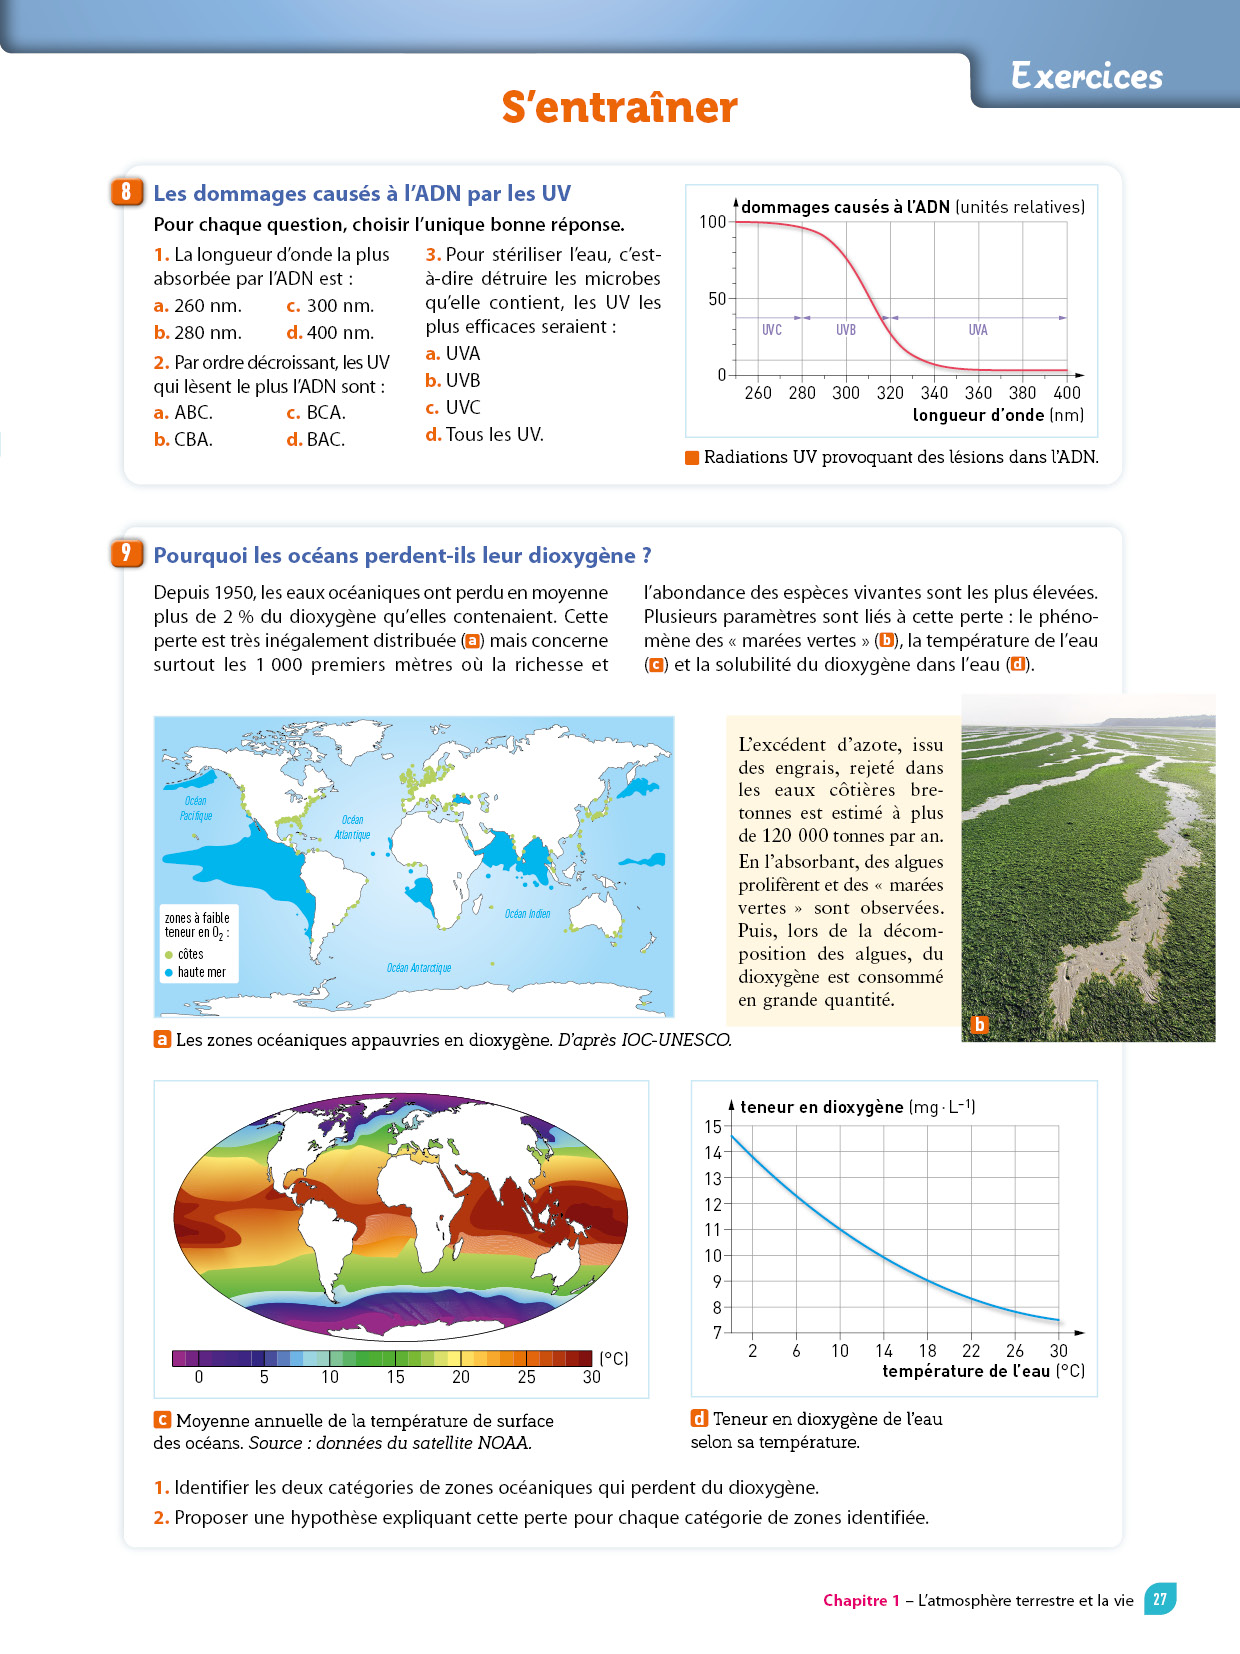 Exercices
S'entraîner
8 Les dommages causés à l'ADN par les UV
Pour chaque question, choisir l'unique bonne réponse.
1. La longueur d'onde la plus
absorbée par l'ADN est :
a. 260 nm. c. 300 nm.
b. 280 nm. d. 400 nm.
2. Par ordre décroissant, les UV
qui lèsent le plus l'ADN sont :
a. ABC. c. BCA.
b. CBA. d. BAC.
3. Pour stériliser l'eau, c'est-
à-dire détruire les microbes
qu'elle contient, les UV les
plus efficaces seraient :
a. UVA
b. UVB
c. UVC
d. Tous les UV.
dommages causés à l'ADN (unités relatives)
100
50
0
UVC UVB UVA
260 280 300 320 340 360 380 400
longueur d'onde (nm)
Radiations UV provoquant des lésions dans l'ADN.
9 Pourquoi les océans perdent-ils leur dioxygène ?
Depuis 1950, les eaux océaniques ont perdu en moyenne
plus de 2 % du dioxygène qu'elles contenaient. Cette
perte est très inégalement distribuée (a) mais concerne
surtout les 1 000 premiers mètres où la richesse et
l'abondance des espèces vivantes sont les plus élevées.
Plusieurs paramètres sont liés à cette perte : le phéno-
mène des « marées vertes » (b), la température de l'eau
(c) et la solubilité du dioxygène dans l'eau (d).
Océan
Pacifique
Océan
Atlantique
Océan Indien
Océan Antarctique
zones à faible
teneur en O2 :
côtes
haute mer
a Les zones océaniques appauvries en dioxygène. D'après IOC-UNESCO.
L'excédent d'azote, issu
des engrais, rejeté dans
les eaux côtières bre-
tonnes est estimé à plus
de 120 000 tonnes par an.
En l'absorbant, des algues
prolifèrent et des « marées
vertes » sont observées.
Puis, lors de la décom-
position des algues, du
dioxygène est consommé
en grande quantité.
b
0 5 10 15 20 25 30 (°C)
c Moyenne annuelle de la température de surface
des océans. Source : données du satellite NOAA.
teneur en dioxygène (mg · L–1)
15
14
13
12
11
10
9
8
7
2 6 10 14 18 22 26 30
température de l'eau (°C)
d Teneur en dioxygène de l'eau
selon sa température.
1. Identifier les deux catégories de zones océaniques qui perdent du dioxygène.
2. Proposer une hypothèse expliquant cette perte pour chaque catégorie de zones identifiée.
Chapitre 1 – L'atmosphère terrestre et la vie 27